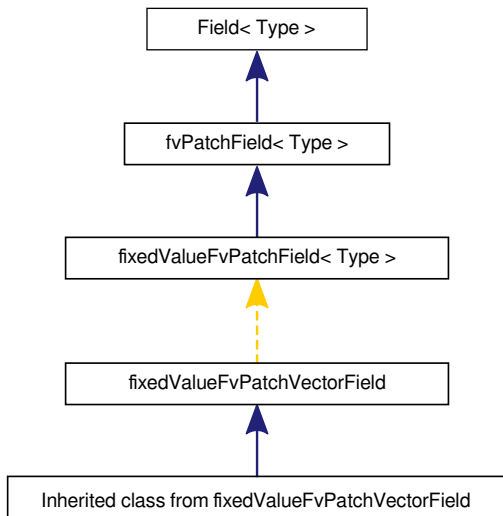 Field< Type >
fvPatchField< Type >
fixedValueFvPatchField< Type >
fixedValueFvPatchVectorField
Inherited class from fixedValueFvPatchVectorField